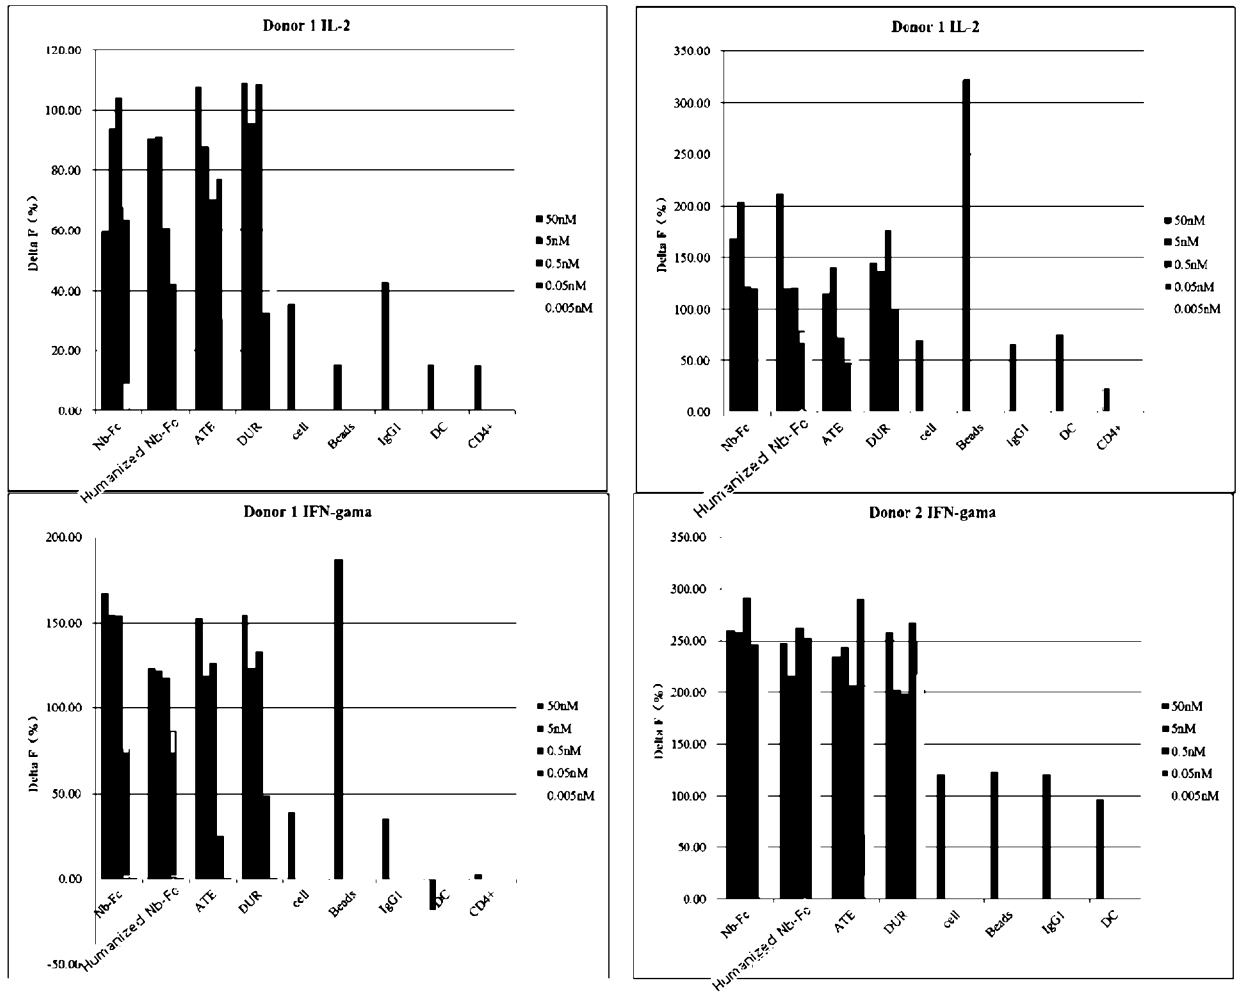 Donor 1 IL-2
120.00
100.00
80.00
60.00
40.00
20.00
0.00
Delta F (%)
Nb-Fc
Humanized Nb-Fc
ATE
DUR
cell
Beads
IgG1
DC
CD4+
50nM
5nM
0.5nM
0.05nM
0.005nM
Donor 1 IL-2
350.00
300.00
250.00
200.00
150.00
100.00
50.00
0.00
Delta F (%)
Nb-Fc
Humanized Nb-Fc
ATE
DUR
cell
Beads
IgG1
DC
CD4+
50nM
5nM
0.5nM
0.05nM
0.005nM
Donor 1 IFN-gama
200.00
150.00
100.00
50.00
0.00
-50.00
Delta F (%)
Nb-Fc
Humanized Nb-Fc
ATE
DUR
cell
Beads
IgG1
DC
CD4+
50nM
5nM
0.5nM
0.05nM
0.005nM
Donor 2 IFN-gama
350.00
300.00
250.00
200.00
150.00
100.00
50.00
0.00
Delta F (%)
Nb-Fc
Humanized Nb-Fc
ATE
DUR
cell
Beads
IgG1
DC
50nM
5nM
0.5nM
0.05nM
0.005nM